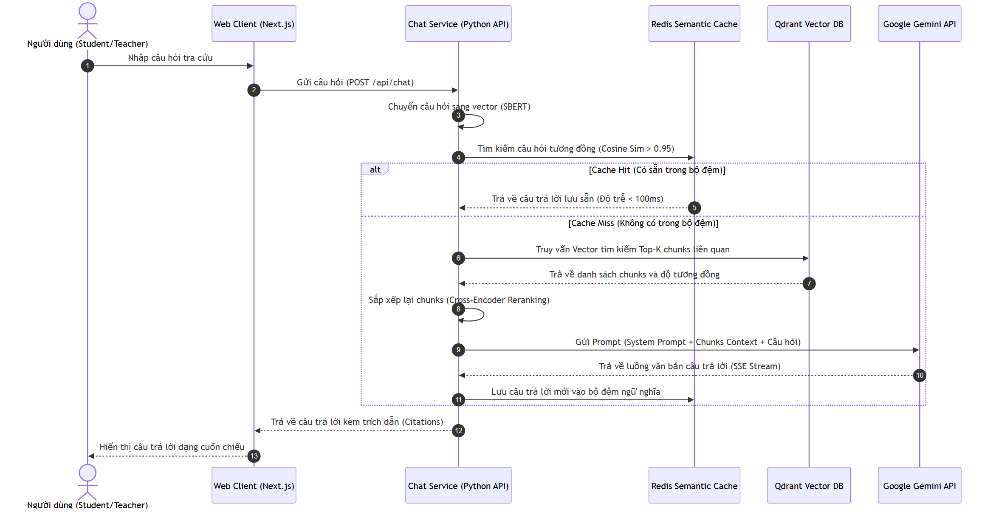 Web Client (Next.js)
Chat Service (Python API)
Redis Semantic Cache
Qdrant Vector DB
Google Gemini API
Người dùng (Student/Teacher)
Nhập câu hỏi tra cứu
1
Gửi câu hỏi (POST /api/chat)
2
Chuyển câu hỏi sang vector (SBERT)
3
Tìm kiếm câu hỏi tương đồng (Cosine Sim > 0.95)
4
alt
[Cache Hit (Có sẵn trong bộ đệm)]
Trả về câu trả lời lưu sẵn (Độ trễ < 100ms)
5
[Cache Miss (Không có trong bộ đệm)]
Truy vấn Vector tìm kiếm Top-K chunks liên quan
6
Trả về danh sách chunks và độ tương đồng
7
Sắp xếp lại chunks (Cross-Encoder Reranking)
8
Gửi Prompt (System Prompt + Chunks Context + Câu hỏi)
9
Trả về luồng văn bản câu trả lời (SSE Stream)
10
Lưu câu trả lời mới vào bộ đệm ngữ nghĩa
11
Trả về câu trả lời kèm trích dẫn (Citations)
12
Hiển thị câu trả lời dạng cuốn chiếu
13
Web Client (Next.js)
Chat Service (Python API)
Redis Semantic Cache
Qdrant Vector DB
Google Gemini API
Người dùng (Student/Teacher)